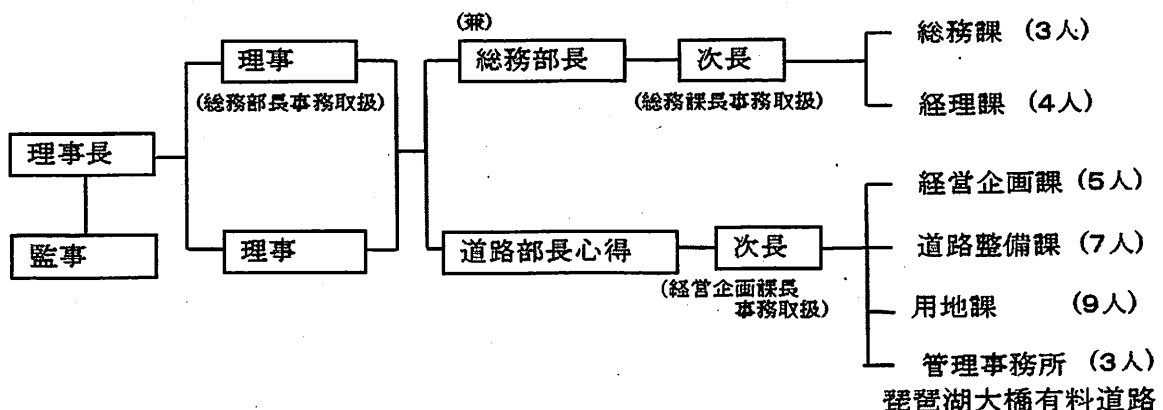 (兼)
理事
総務部長
次長
総務課 (3人)
(総務部長事務取扱)
(総務課長事務取扱)
経理課 (4人)
理事長
監事
理事
道路部長心得
次長
(経営企画課長
事務取扱)
経営企画課 (5人)
道路整備課 (7人)
用地課 (9人)
管理事務所 (3人)
琵琶湖大橋有料道路